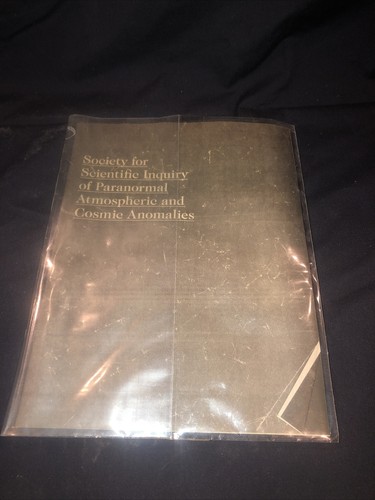 Society for
Scientific Inquiry
of Paranormal
Atmospheric and
Cosmic Anomalies